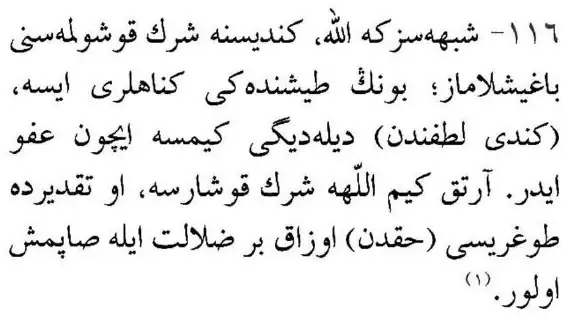 ١١٦- شبهه‌سز كه الله، كنديسنه شرك قوشولمه‌سنى
باغيشلاماز؛ بونڭ طيشنده‌كى كناهلرى ايسه،
(كندى لطفندن) ديله‌ديگى كيمسه ايچون عفو
ايدر. آرتق كيم اللّهه شرك قوشارسه، او تقديرده
طوغريسى (حقدن) اوزاق بر ضلالت ايله صاپمش
اولور.(١)